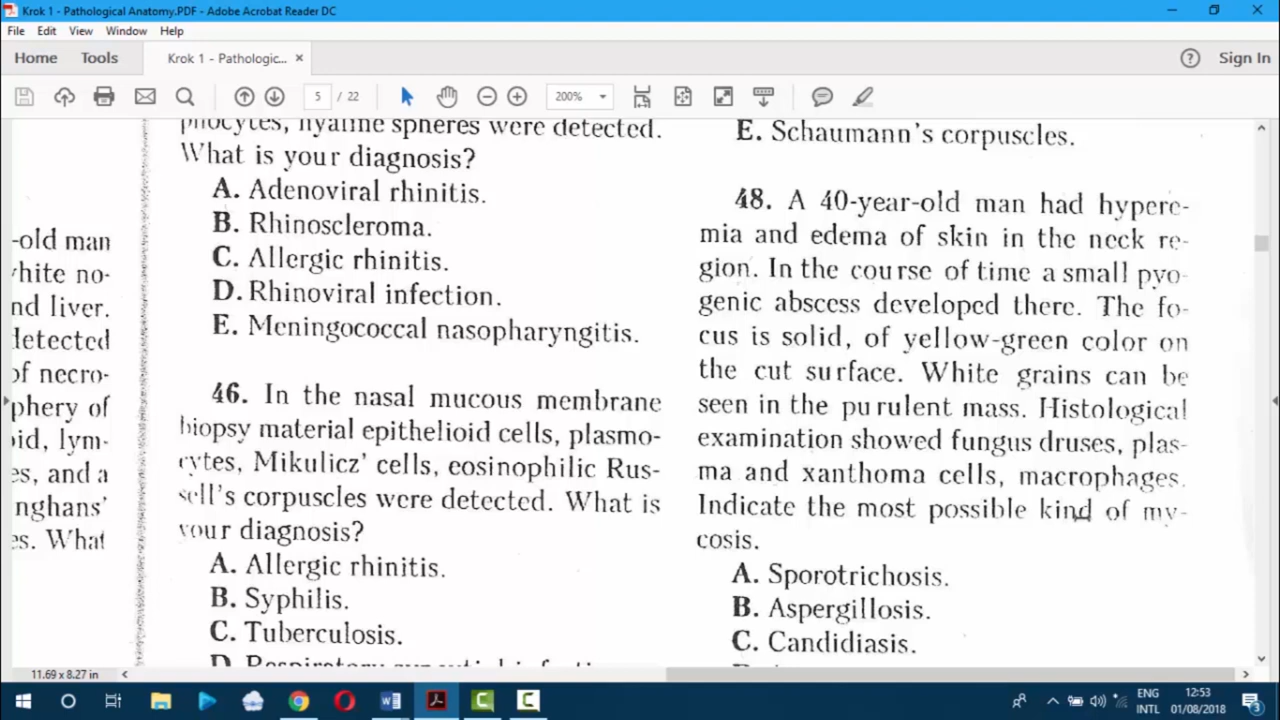 Krok 1 - Pathological Anatomy.PDF - Adobe Acrobat Reader DC
File Edit View Window Help
Home Tools Krok 1 - Pathologic... × Sign In
5 / 22 200%
-old man
white no-
nd liver.
detected
of necro-
phery of
oid, lym-
es, and a
nghans'
es. What
phocytes, hyaline spheres were detected.
What is your diagnosis?
A. Adenoviral rhinitis.
B. Rhinoscleroma.
C. Allergic rhinitis.
D. Rhinoviral infection.
E. Meningococcal nasopharyngitis.
46. In the nasal mucous membrane
biopsy material epithelioid cells, plasmo-
cytes, Mikulicz' cells, eosinophilic Rus-
sell's corpuscles were detected. What is
your diagnosis?
A. Allergic rhinitis.
B. Syphilis.
C. Tuberculosis.
D. Respiratory syncytial
E. Schaumann's corpuscles.
48. A 40-year-old man had hypere-
mia and edema of skin in the neck re-
gion. In the course of time a small pyo-
genic abscess developed there. The fo-
cus is solid, of yellow-green color on
the cut surface. White grains can be
seen in the purulent mass. Histological
examination showed fungus druses, plas-
ma and xanthoma cells, macrophages.
Indicate the most possible kind of my-
cosis.
A. Sporotrichosis.
B. Aspergillosis.
C. Candidiasis.
11.69 x 8.27 in
ENG
INTL
12:53
01/08/2018
3